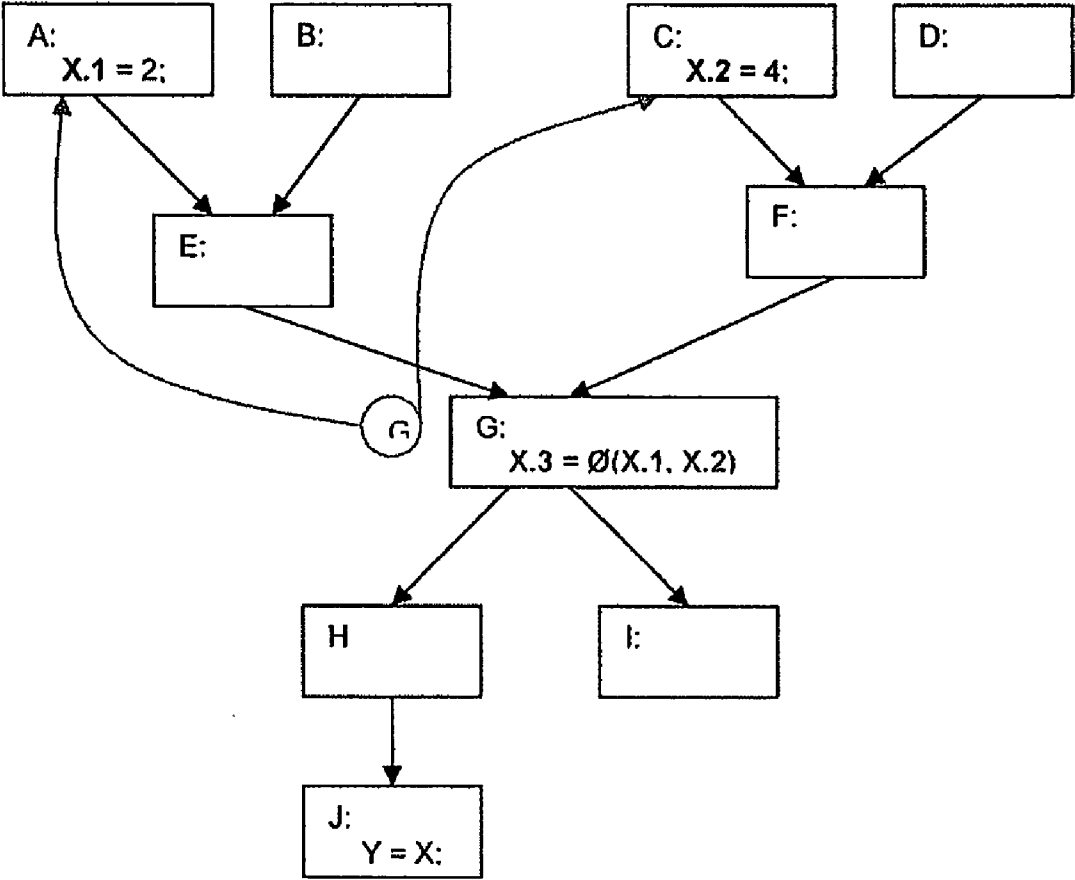 A:
X.1 = 2;
B:
C:
X.2 = 4;
D:
E:
F:
G
G:
X.3 = Ø(X.1, X.2)
H
I:
J:
Y = X;